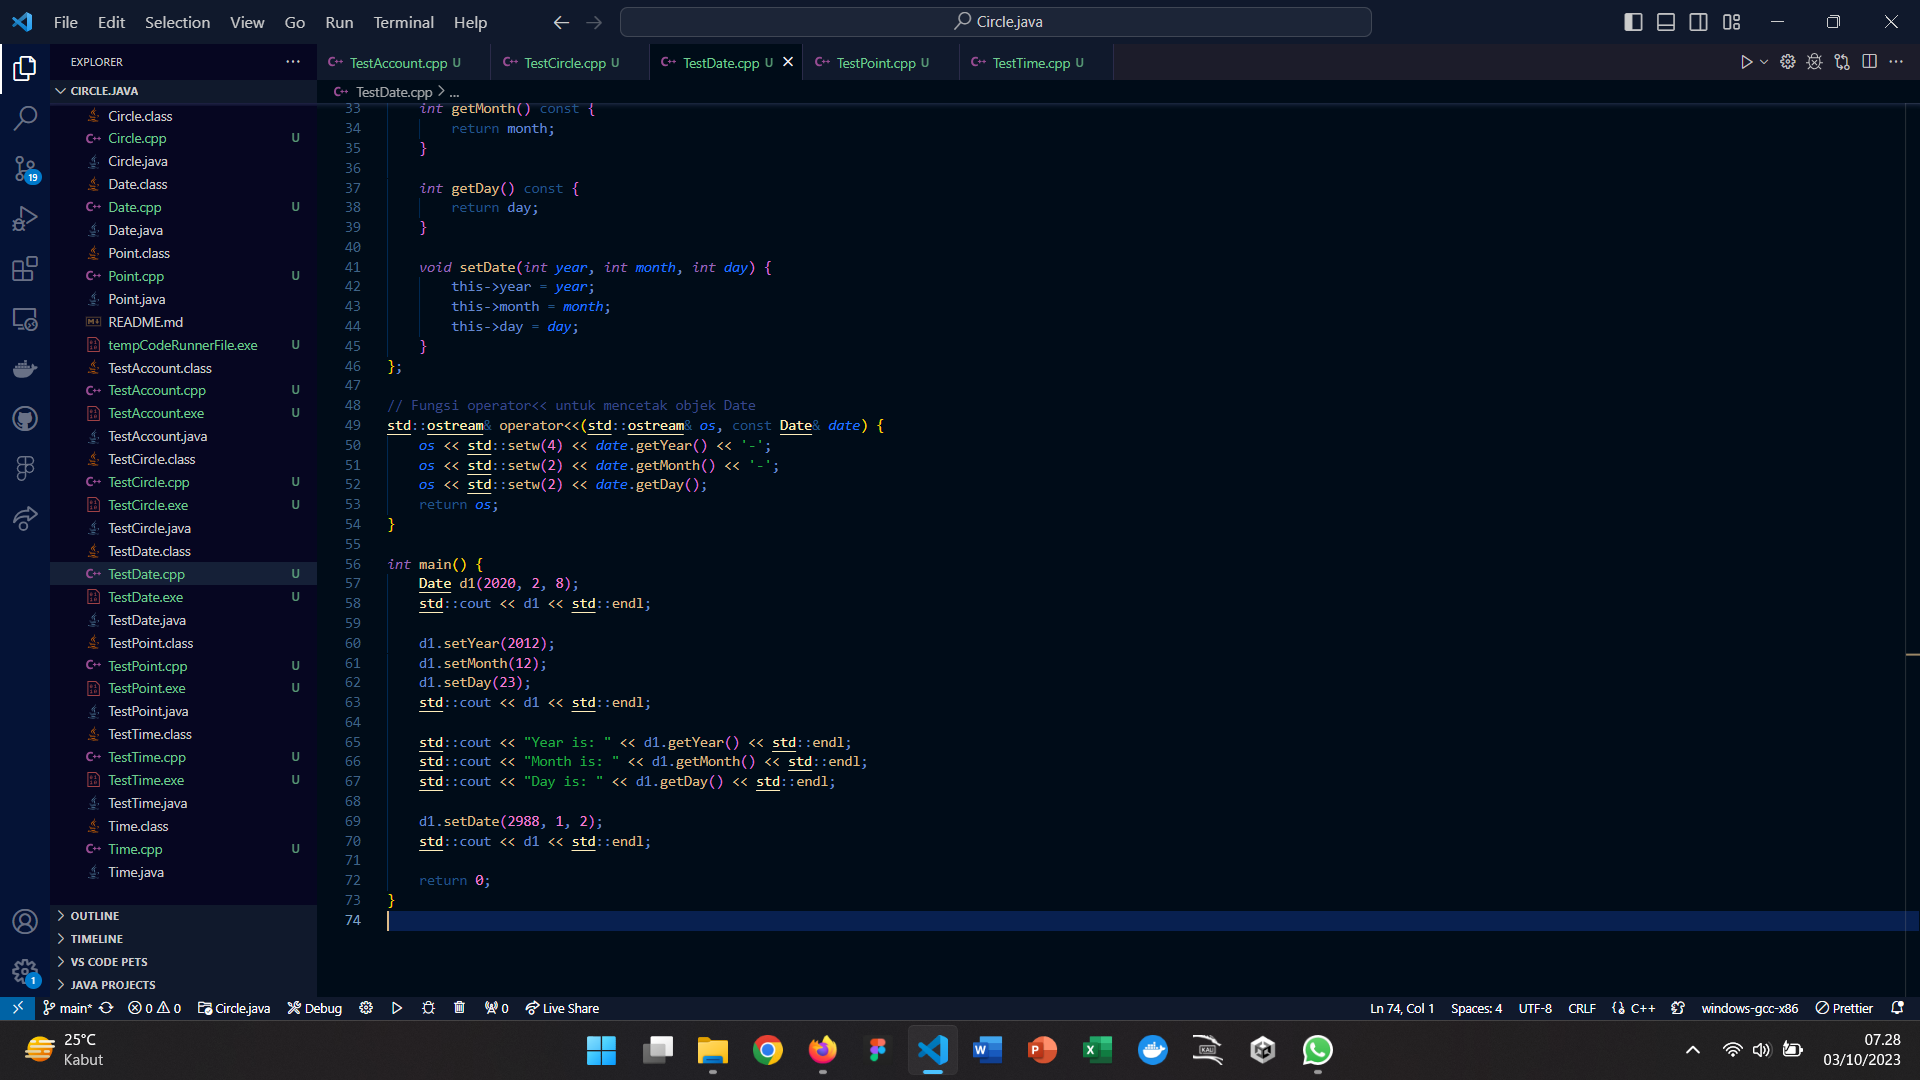 File Edit Selection View Go Run Terminal Help
Circle.java
EXPLORER
CIRCLE.JAVA
Circle.class
Circle.cpp U
Circle.java
Date.class
Date.cpp U
Date.java
Point.class
Point.cpp U
Point.java
README.md
tempCodeRunnerFile.exe U
TestAccount.class
TestAccount.cpp U
TestAccount.exe U
TestAccount.java
TestCircle.class
TestCircle.cpp U
TestCircle.exe U
TestCircle.java
TestDate.class
TestDate.cpp U
TestDate.exe U
TestDate.java
TestPoint.class
TestPoint.cpp U
TestPoint.exe U
TestPoint.java
TestTime.class
TestTime.cpp U
TestTime.exe U
TestTime.java
Time.class
Time.cpp U
Time.java
OUTLINE
TIMELINE
VS CODE PETS
JAVA PROJECTS
19
1
TestAccount.cpp U TestCircle.cpp U TestDate.cpp U TestPoint.cpp U TestTime.cpp U
TestDate.cpp > ...
33 int getMonth() const {
34 return month;
35 }
36
37 int getDay() const {
38 return day;
39 }
40
41 void setDate(int year, int month, int day) {
42 this->year = year;
43 this->month = month;
44 this->day = day;
45 }
46 };
47
48 // Fungsi operator<< untuk mencetak objek Date
49 std::ostream& operator<<(std::ostream& os, const Date& date) {
50 os << std::setw(4) << date.getYear() << '-';
51 os << std::setw(2) << date.getMonth() << '-';
52 os << std::setw(2) << date.getDay();
53 return os;
54 }
55
56 int main() {
57 Date d1(2020, 2, 8);
58 std::cout << d1 << std::endl;
59
60 d1.setYear(2012);
61 d1.setMonth(12);
62 d1.setDay(23);
63 std::cout << d1 << std::endl;
64
65 std::cout << "Year is: " << d1.getYear() << std::endl;
66 std::cout << "Month is: " << d1.getMonth() << std::endl;
67 std::cout << "Day is: " << d1.getDay() << std::endl;
68
69 d1.setDate(2988, 1, 2);
70 std::cout << d1 << std::endl;
71
72 return 0;
73 }
74
main* 0 0 Circle.java Debug 0 Live Share Ln 74, Col 1 Spaces: 4 UTF-8 CRLF {} C++ windows-gcc-x86 Prettier
25°C
Kabut
07.28
03/10/2023